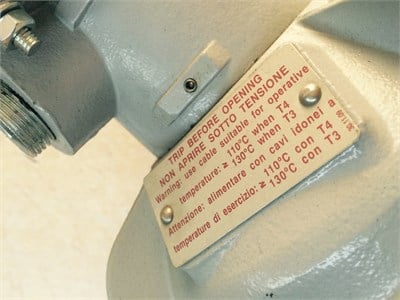 TRIP BEFORE OPENING
NON APRIRE SOTTO TENSIONE
Warning: use cable suitable for operative
temperature: ≥ 110°C when T4
≥ 130°C when T3
Attenzione: alimentare con cavi idonei a
temperature di esercizio: ≥ 110°C con T4
≥ 130°C con T3